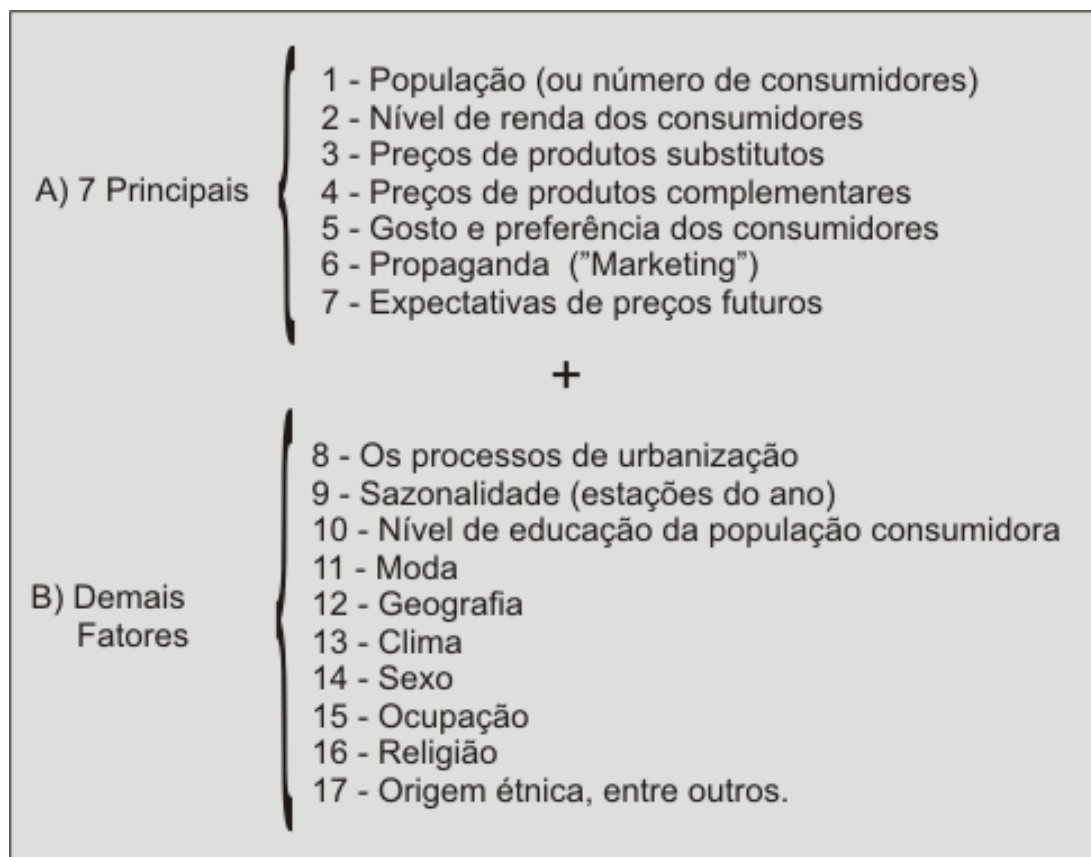 A) 7 Principais
1 - População (ou número de consumidores)
2 - Nível de renda dos consumidores
3 - Preços de produtos substitutos
4 - Preços de produtos complementares
5 - Gosto e preferência dos consumidores
6 - Propaganda ("Marketing")
7 - Expectativas de preços futuros
+
B) Demais
Fatores
8 - Os processos de urbanização
9 - Sazonalidade (estações do ano)
10 - Nível de educação da população consumidora
11 - Moda
12 - Geografia
13 - Clima
14 - Sexo
15 - Ocupação
16 - Religião
17 - Origem étnica, entre outros.